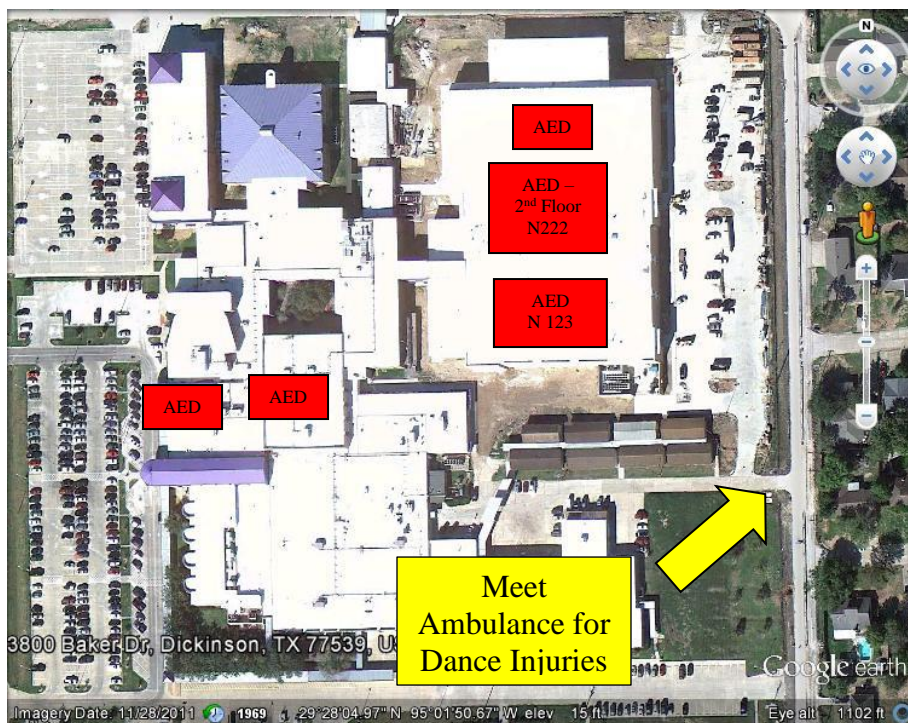 N
AED
AED –
2nd Floor
N222
AED
N 123
AED
AED
Meet
Ambulance for
Dance Injuries
3800 Baker Dr, Dickinson, TX 77539, U
Google earth
Imagery Date: 11/28/2011
1969
29°28'04.97" N 95°01'50.67" W elev 15 ft
Eye alt 1102 ft